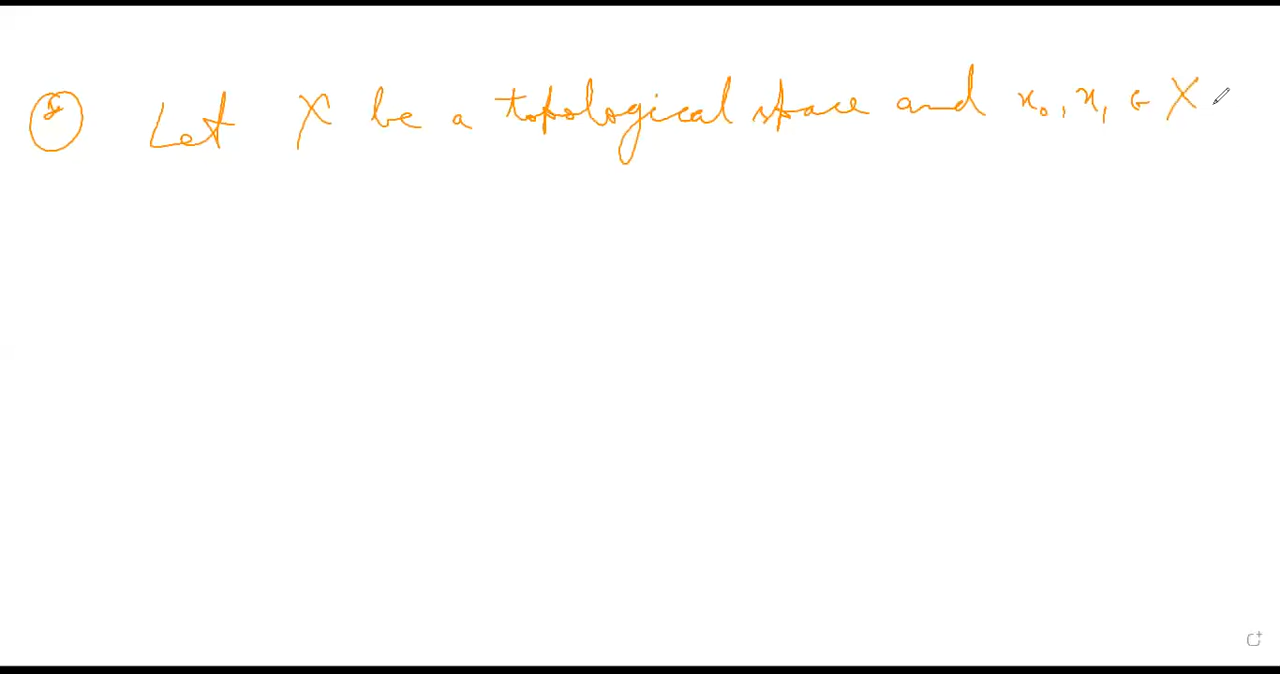 Let X be a topological space and x₀, x₁ ∈ X